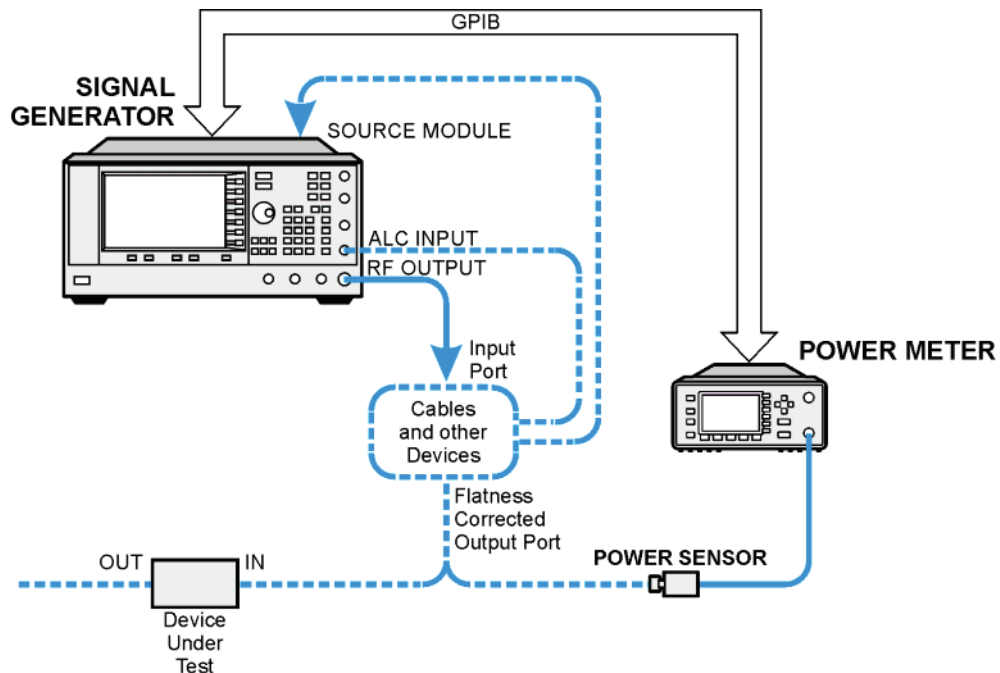 GPIB
SIGNAL
GENERATOR
SOURCE MODULE
ALC INPUT
RF OUTPUT
Input
Port
POWER METER
Cables
and other
Devices
Flatness
Corrected
Output Port
POWER SENSOR
OUT
IN
Device
Under
Test